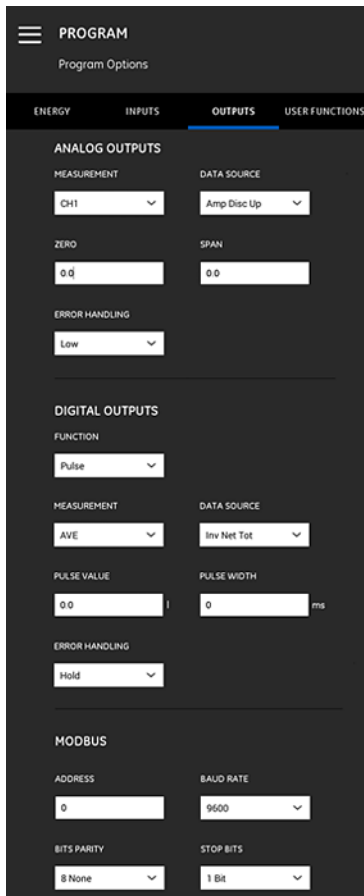 PROGRAM
Program Options
ENERGY INPUTS OUTPUTS USER FUNCTIONS
ANALOG OUTPUTS
MEASUREMENT DATA SOURCE
CH1 Amp Disc Up
ZERO SPAN
0.0 0.0
ERROR HANDLING
Low
DIGITAL OUTPUTS
FUNCTION
Pulse
MEASUREMENT DATA SOURCE
AVE Inv Net Tot
PULSE VALUE PULSE WIDTH
0.0 l 0 ms
ERROR HANDLING
Hold
MODBUS
ADDRESS BAUD RATE
0 9600
BITS PARITY STOP BITS
8 None 1 Bit